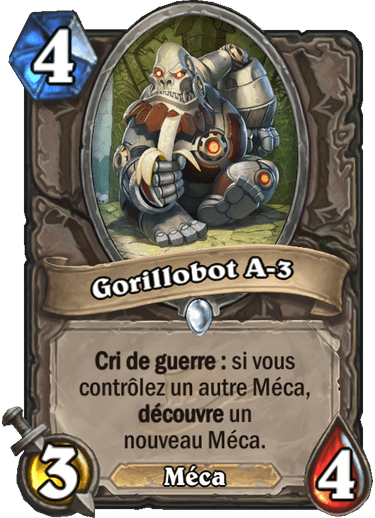 4
Gorillobot A-3
Cri de guerre : si vous
contrôlez un autre Méca,
découvre un
nouveau Méca.
3
Méca
4